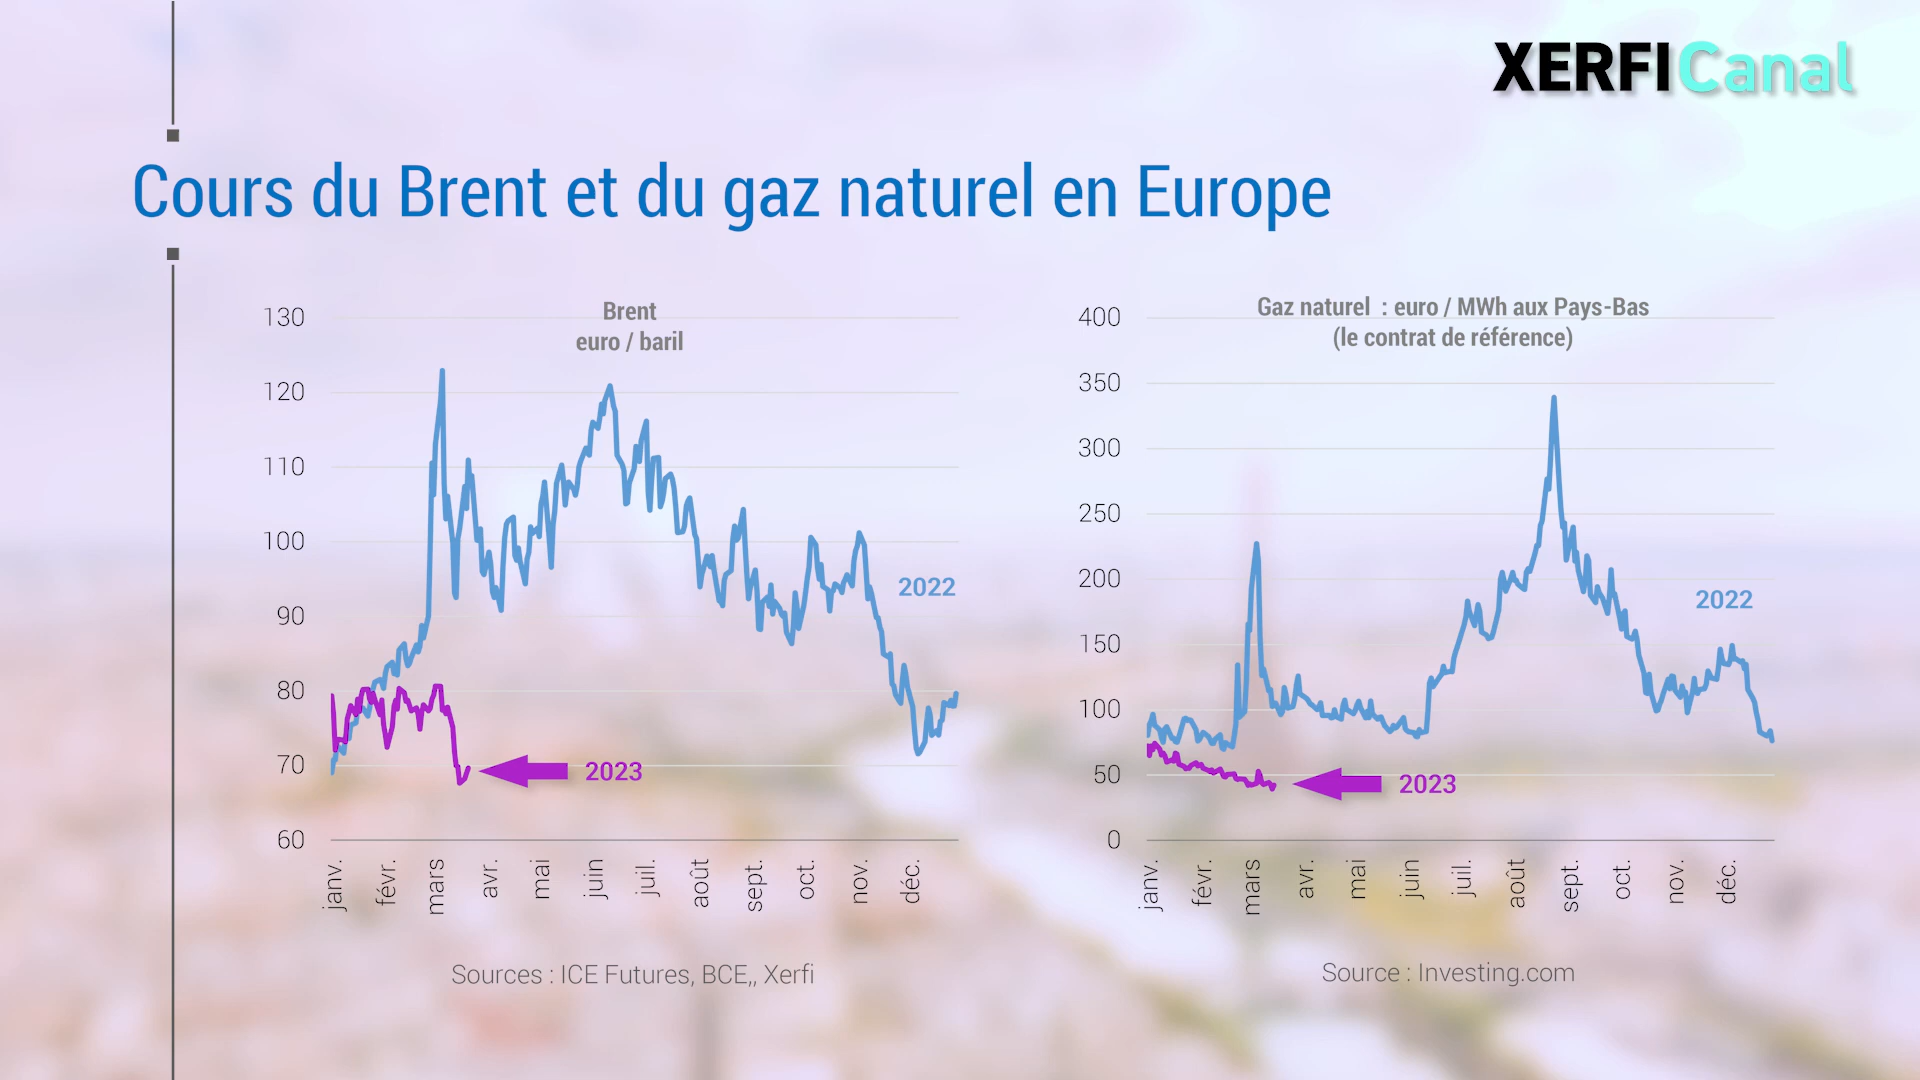 XERFI Canal
Cours du Brent et du gaz naturel en Europe
Brent
euro / baril
130
120
110
100
90
80
70
60
2022
2023
janv.
févr.
mars
avr.
mai
juin
juil.
août
sept.
oct.
nov.
déc.
Sources : ICE Futures, BCE,, Xerfi
Gaz naturel : euro / MWh aux Pays-Bas
(le contrat de référence)
400
350
300
250
200
150
100
50
0
2022
2023
janv.
févr.
mars
avr.
mai
juin
juil.
août
sept.
oct.
nov.
déc.
Source : Investing.com